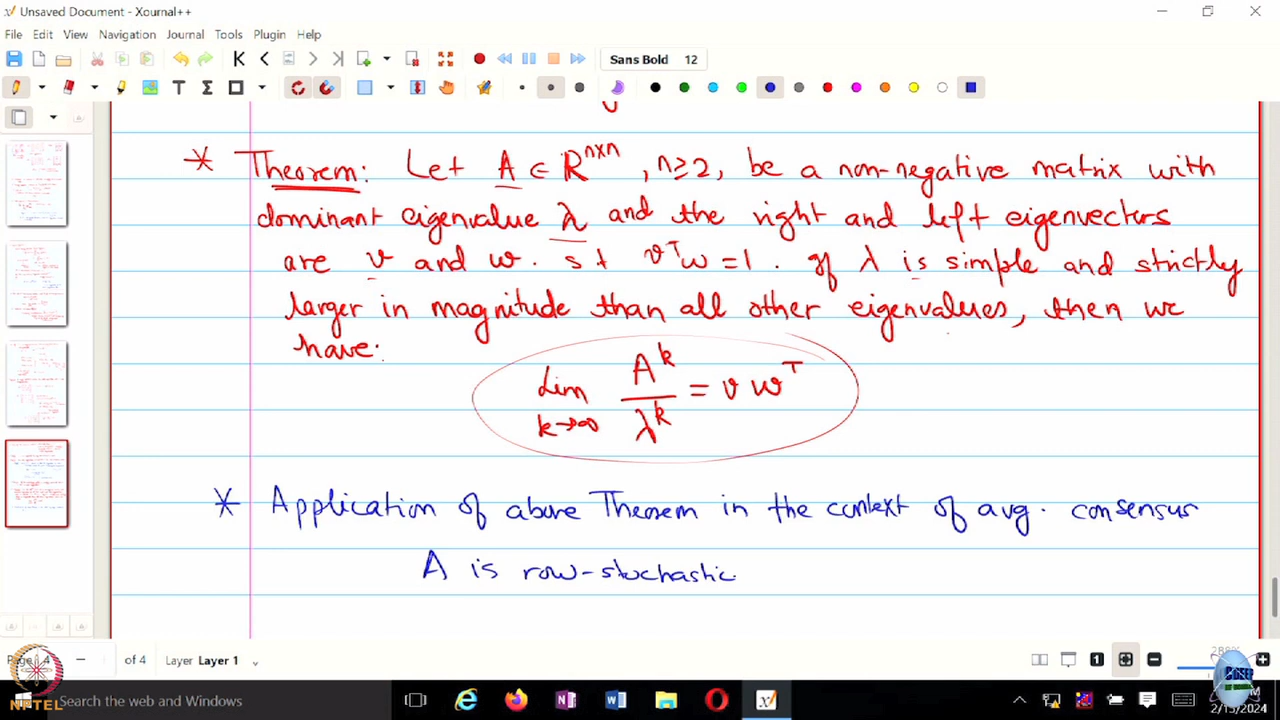 Unsaved Document - Xournal++
File Edit View Navigation Journal Tools Plugin Help
Sans Bold 12
* Theorem: Let A ∈ R^{n×n}, n≥2, be a non-negative matrix with
dominant eigenvalue λ and the right and left eigenvectors
are v and w. s.t v^T w = 1. If λ is simple and strictly
larger in magnitude than all other eigenvalues, then we
have:
Lim_{k→∞} A^k / λ^k = v w^T
* Application of above Theorem in the context of avg. consensus
A is row-stochastic.
of 4 Layer Layer 1
NPTEL
Search the web and Windows
2/15/2024